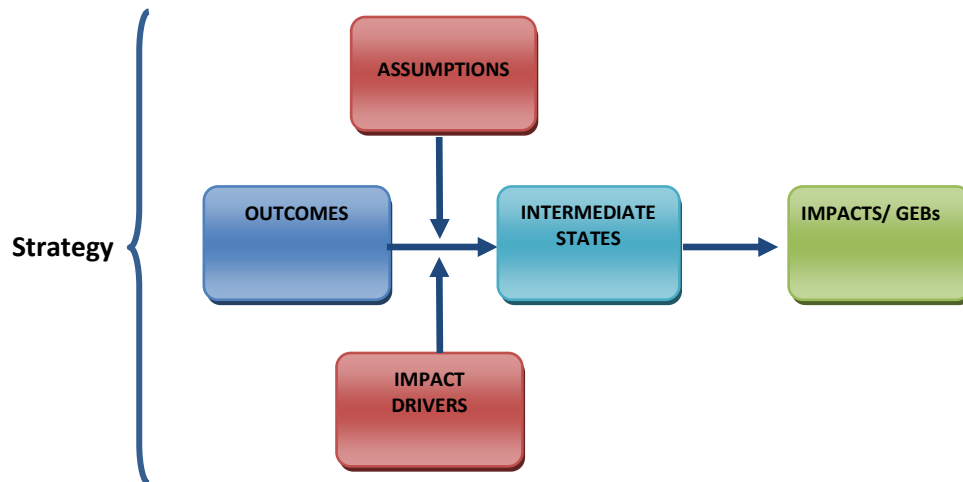 ASSUMPTIONS
OUTCOMES
INTERMEDIATE
STATES
IMPACTS/ GEBs
Strategy
IMPACT
DRIVERS